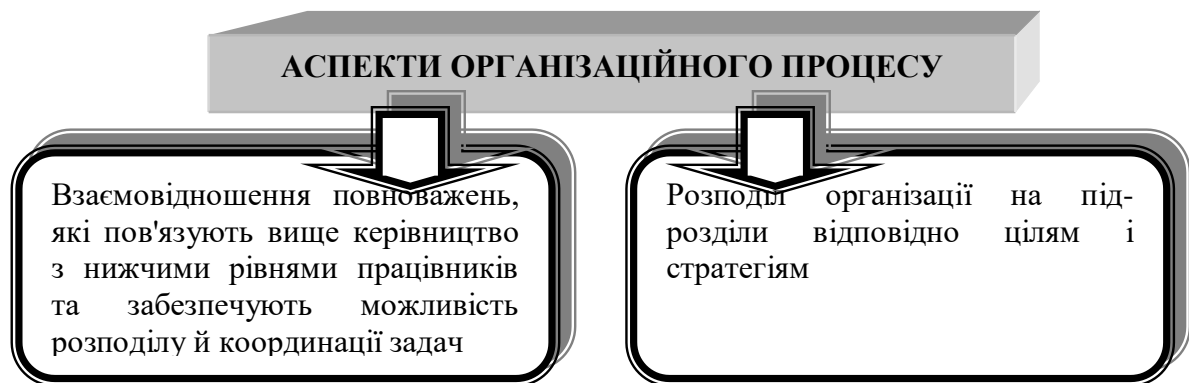 АСПЕКТИ ОРГАНІЗАЦІЙНОГО ПРОЦЕСУ
Взаємовідношення повноважень,
які пов'язують вище керівництво
з нижчими рівнями працівників
та забезпечують можливість
розподілу й координації задач
Розподіл організації на під-
розділи відповідно цілям і
стратегіям